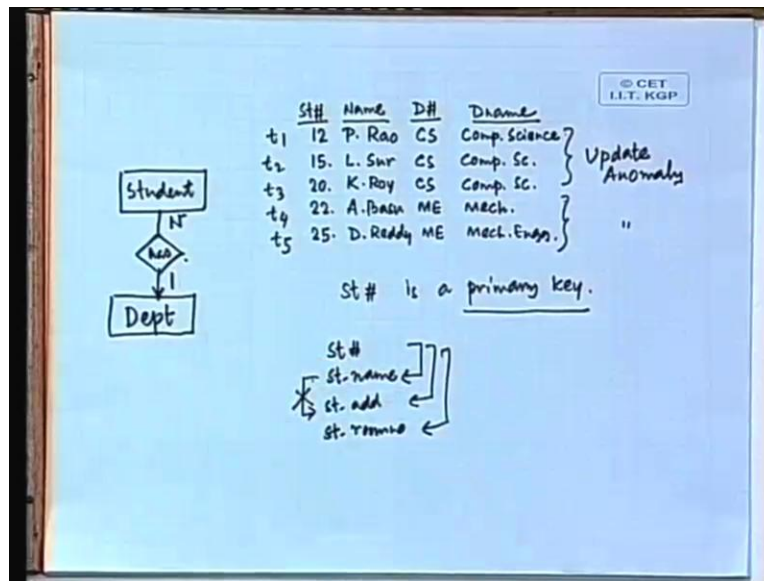 © CET
I.I.T. KGP
St# Name D# Dname
t1 12 P. Rao CS Comp. Science
t2 15. L. Sur CS Comp. Sc.
t3 20. K. Roy CS Comp. Sc.
t4 22. A. Basu ME Mech.
t5 25. D. Reddy ME Mech. Engg.
Update
Anomaly
"
Student
N
has
1
Dept
St# is a primary key.
St#
St. name
St. add
St. roomno